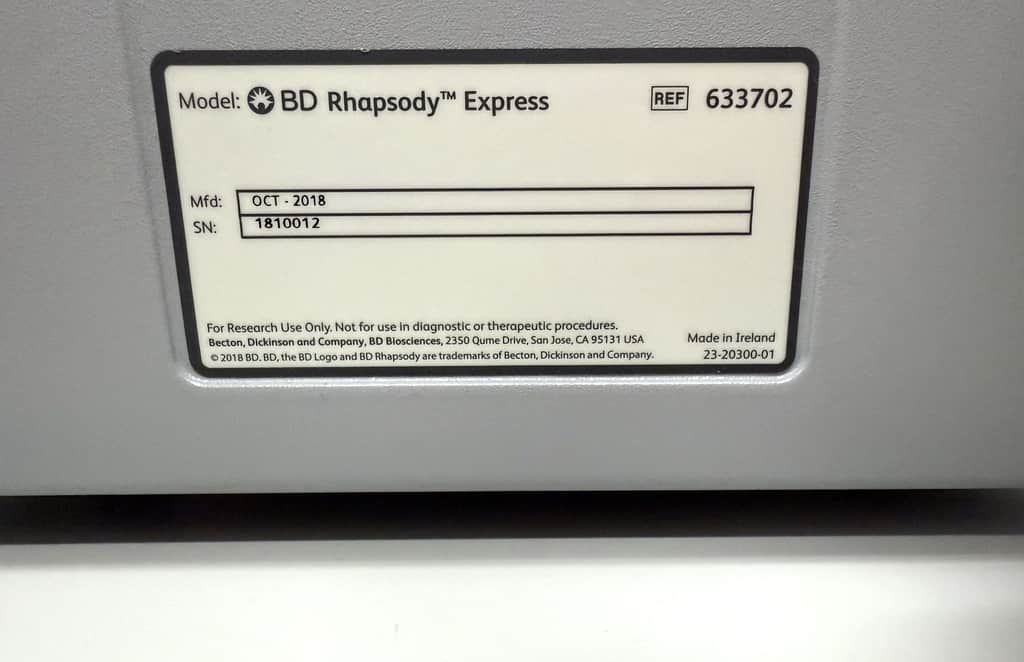 Model: BD Rhapsody™ Express REF 633702
Mfd: OCT - 2018
SN: 1810012
For Research Use Only. Not for use in diagnostic or therapeutic procedures.
Becton, Dickinson and Company, BD Biosciences, 2350 Qume Drive, San Jose, CA 95131 USA
© 2018 BD. BD, the BD Logo and BD Rhapsody are trademarks of Becton, Dickinson and Company.
Made in Ireland
23-20300-01